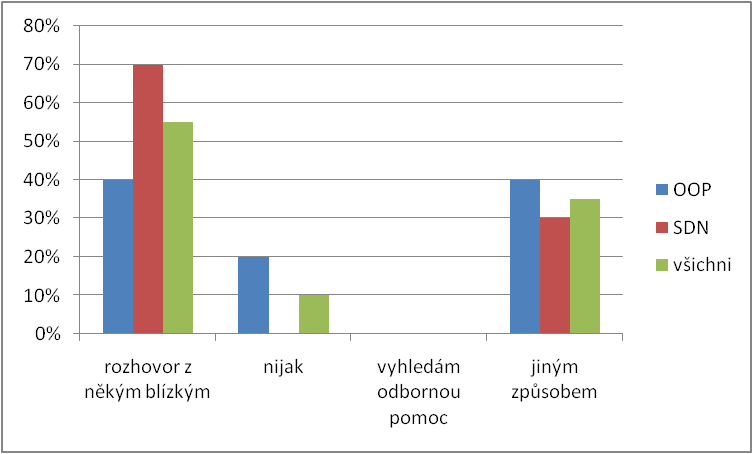 80%
70%
60%
50%
40%
30%
20%
10%
0%
rozhovor z
někým blízkým
nijak
vyhledám
odbornou
pomoc
jiným
způsobem
OOP
SDN
všichni